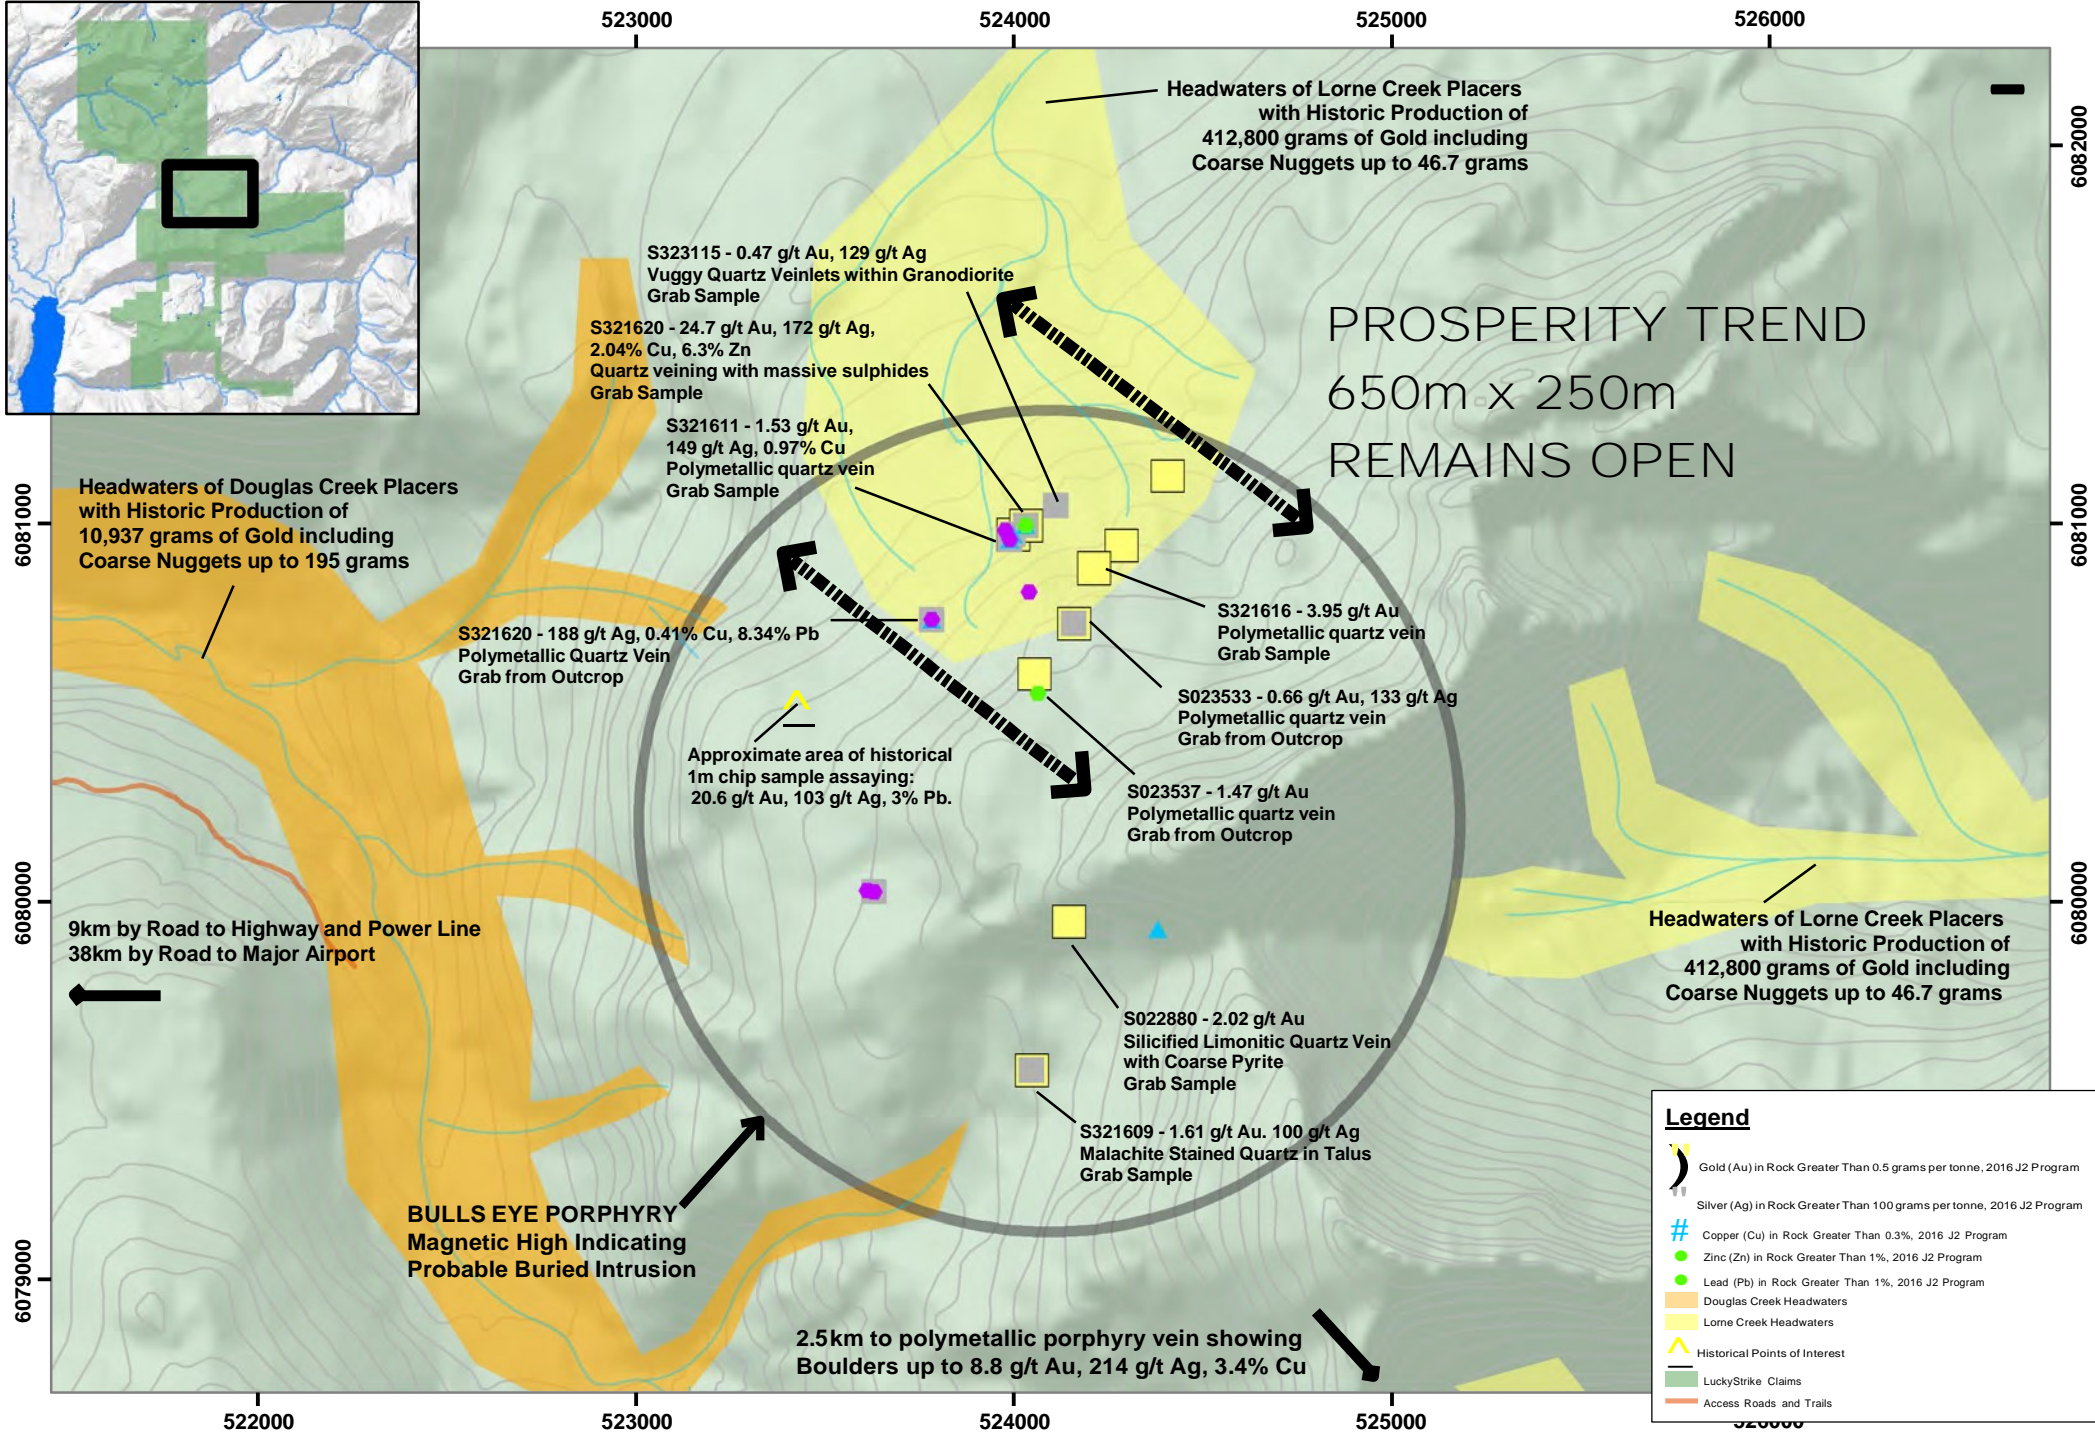 523000
524000
525000
526000
Headwaters of Lorne Creek Placers
with Historic Production of
412,800 grams of Gold including
Coarse Nuggets up to 46.7 grams
6082000
6082000
S323115 - 0.47 g/t Au, 129 g/t Ag
Vuggy Quartz Veinlets within Granodiorite
Grab Sample
S321620 - 24.7 g/t Au, 172 g/t Ag,
2.04% Cu, 6.3% Zn
Quartz veining with massive sulphides
Grab Sample
S321611 - 1.53 g/t Au,
149 g/t Ag, 0.97% Cu
Polymetallic quartz vein
Grab Sample
PROSPERITY TREND
650m x 250m
REMAINS OPEN
Headwaters of Douglas Creek Placers
with Historic Production of
10,937 grams of Gold including
Coarse Nuggets up to 195 grams
6081000
6081000
S321620 - 188 g/t Ag, 0.41% Cu, 8.34% Pb
Polymetallic Quartz Vein
Grab from Outcrop
S321616 - 3.95 g/t Au
Polymetallic quartz vein
Grab Sample
S023533 - 0.66 g/t Au, 133 g/t Ag
Polymetallic quartz vein
Grab from Outcrop
Approximate area of historical
1m chip sample assaying:
20.6 g/t Au, 103 g/t Ag, 3% Pb.
S023537 - 1.47 g/t Au
Polymetallic quartz vein
Grab from Outcrop
6080000
6080000
9km by Road to Highway and Power Line
38km by Road to Major Airport
Headwaters of Lorne Creek Placers
with Historic Production of
412,800 grams of Gold including
Coarse Nuggets up to 46.7 grams
S022880 - 2.02 g/t Au
Silicified Limonitic Quartz Vein
with Coarse Pyrite
Grab Sample
S321609 - 1.61 g/t Au. 100 g/t Ag
Malachite Stained Quartz in Talus
Grab Sample
BULLS EYE PORPHYRY
Magnetic High Indicating
Probable Buried Intrusion
6079000
2.5km to polymetallic porphyry vein showing
Boulders up to 8.8 g/t Au, 214 g/t Ag, 3.4% Cu
Legend
Gold (Au) in Rock Greater Than 0.5 grams per tonne, 2016 J2 Program
Silver (Ag) in Rock Greater Than 100 grams per tonne, 2016 J2 Program
# Copper (Cu) in Rock Greater Than 0.3%, 2016 J2 Program
Zinc (Zn) in Rock Greater Than 1%, 2016 J2 Program
Lead (Pb) in Rock Greater Than 1%, 2016 J2 Program
Douglas Creek Headwaters
Lorne Creek Headwaters
Historical Points of Interest
LuckyStrike Claims
Access Roads and Trails
522000
523000
524000
525000
526000